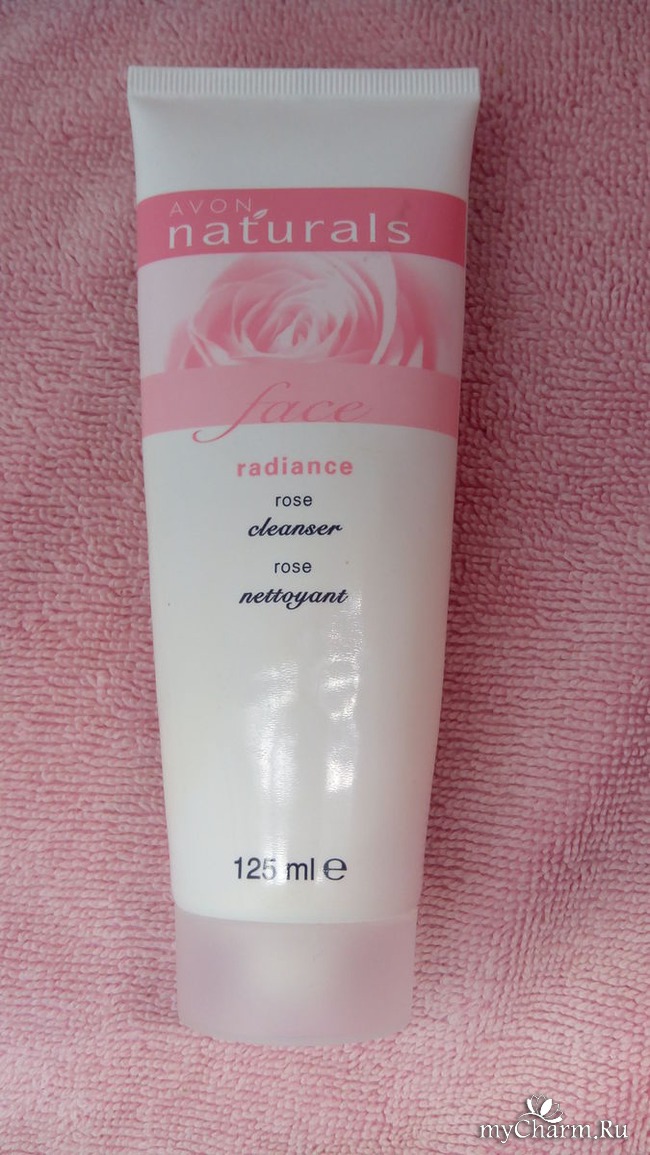 AVON
naturals
face
radiance
rose
cleanser
rose
nettoyant
125 ml ℮
myCharm.Ru